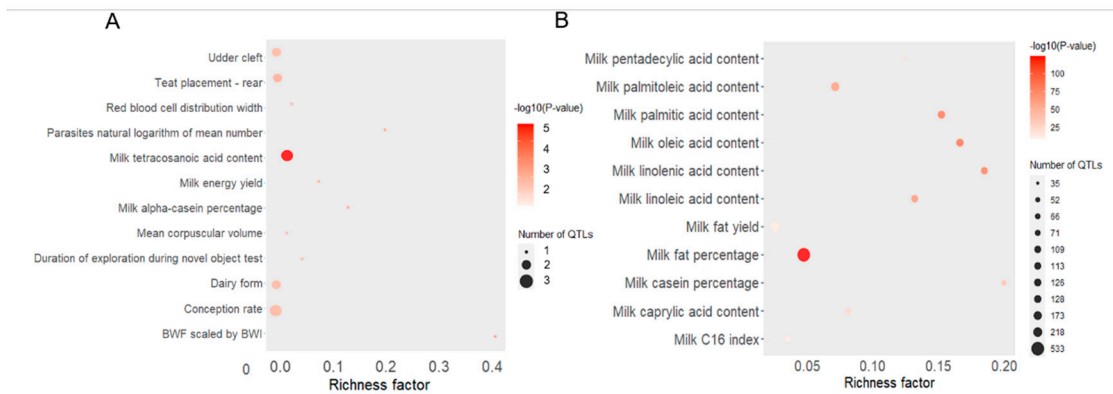 A
Udder cleft
Teat placement - rear
Red blood cell distribution width
Parasites natural logarithm of mean number
Milk tetracosanoic acid content
Milk energy yield
Milk alpha-casein percentage
Mean corpuscular volume
Duration of exploration during novel object test
Dairy form
Conception rate
BWF scaled by BWI
0 0.0 0.1 0.2 0.3 0.4
Richness factor
-log10(P-value)
5
4
3
2
Number of QTLs
1
2
3
B
Milk pentadecylic acid content
Milk palmitoleic acid content
Milk palmitic acid content
Milk oleic acid content
Milk linolenic acid content
Milk linoleic acid content
Milk fat yield
Milk fat percentage
Milk casein percentage
Milk caprylic acid content
Milk C16 index
0.05 0.10 0.15 0.20
Richness factor
-log10(P-value)
100
75
50
25
Number of QTLs
35
52
66
71
109
113
126
128
173
218
533